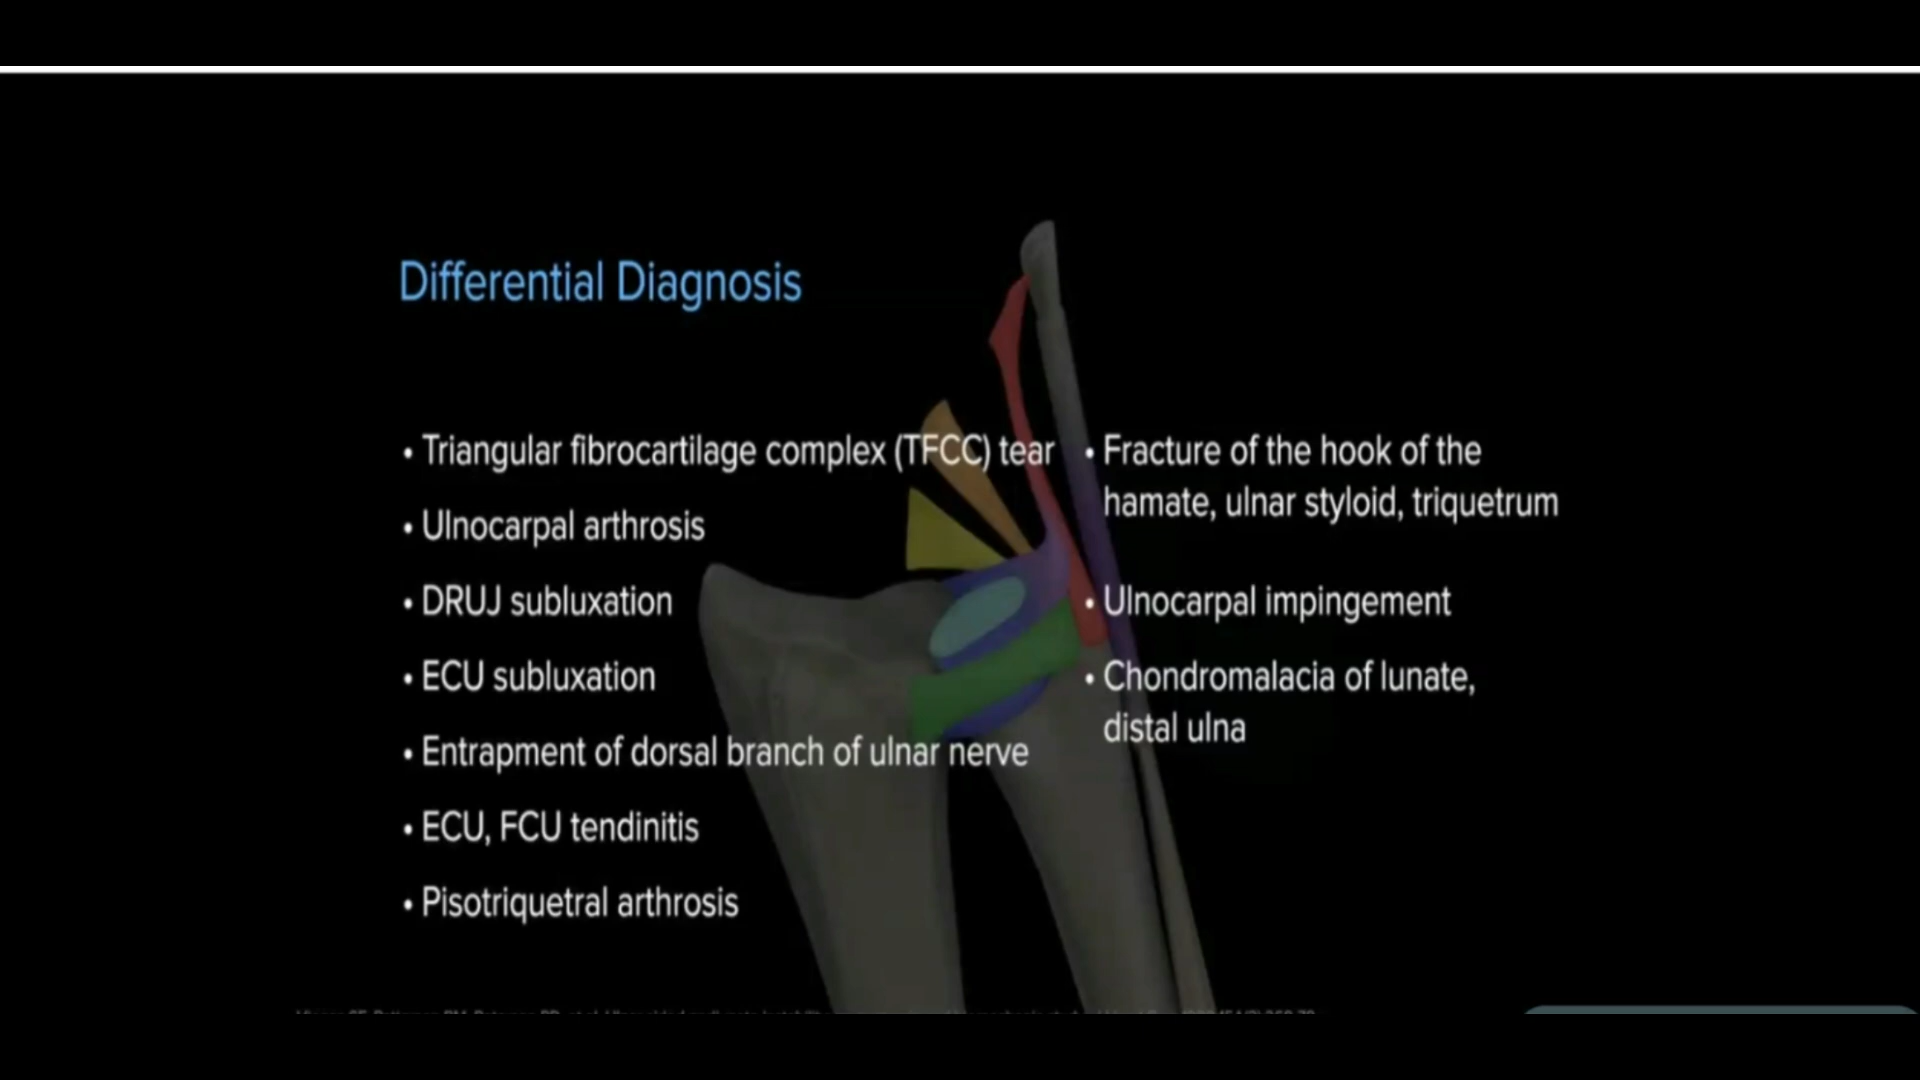 Differential Diagnosis
• Triangular fibrocartilage complex (TFCC) tear
• Ulnocarpal arthrosis
• DRUJ subluxation
• ECU subluxation
• Entrapment of dorsal branch of ulnar nerve
• ECU, FCU tendinitis
• Pisotriquetral arthrosis
• Fracture of the hook of the
hamate, ulnar styloid, triquetrum
• Ulnocarpal impingement
• Chondromalacia of lunate,
distal ulna